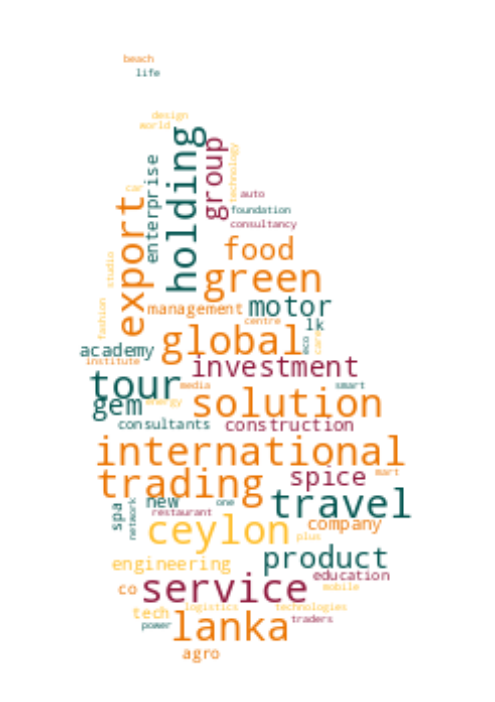 beach
life
design
world
holding
group
technology
enterprise
car
auto
foundation
consultancy
export
food
studio
green
fashion
management
motor
centre
lk
global
eco
care
academy
institute
investment
tour
media
smart
gem
energy
solution
consultants
construction
international
trading
spice
mart
travel
new
one
spa
network
restaurant
ceylon
company
plus
product
engineering
education
service
co
mobile
tech
logistics
technologies
power
lanka
traders
agro